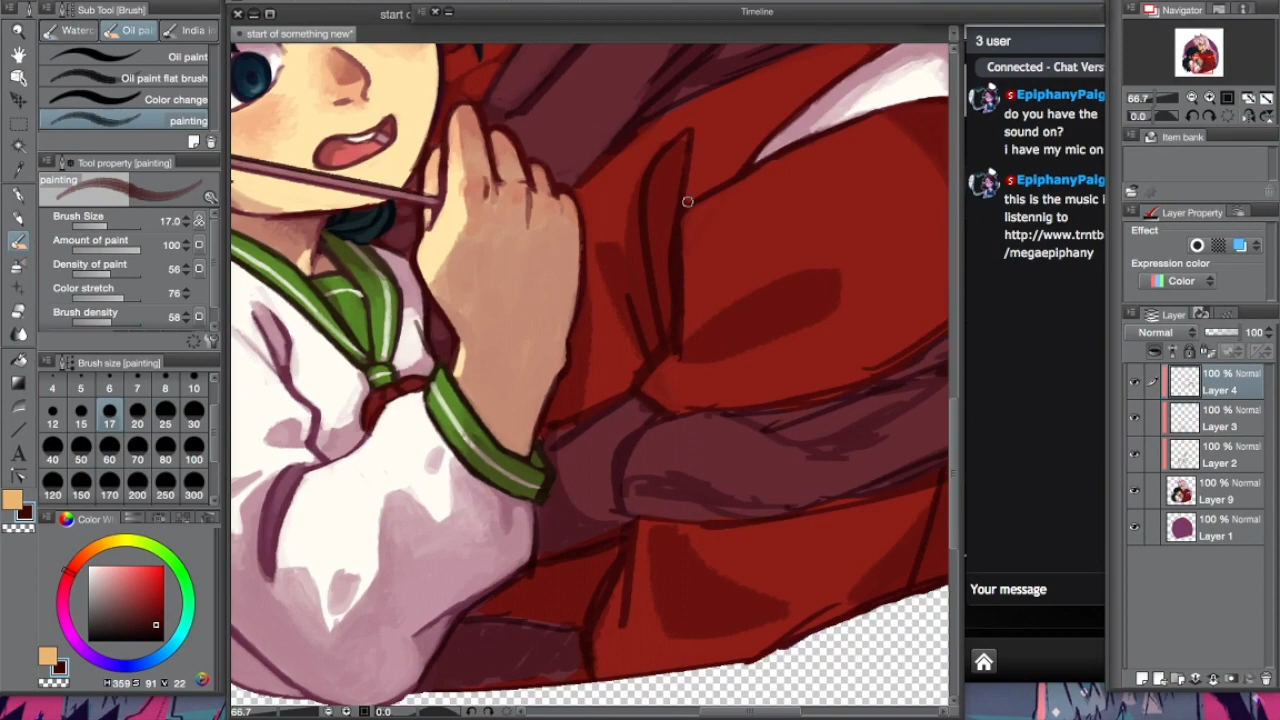 Sub Tool [Brush]
Waterc
Oil pai
India in
Oil paint
Oil paint flat brush
Color change
painting
Tool property [painting]
painting
Brush Size 17.0
Amount of paint 100
Density of paint 56
Color stretch 76
Brush density 58
Brush size [painting]
4 5 6 7 8 10
12 15 17 20 25 30
40 50 60 70 80 100
120 150 170 200 250 300
Color W
H 359 S 91 V 22
start o
Timeline
start of something new*
66.7
0.0
3 user
Connected - Chat Vers
EpiphanyPaig
do you have the
sound on?
i have my mic on
EpiphanyPaig
this is the music i
listennig to
http://www.trntb
/megaepiphany
Your message
Navigator
66.7
0.0
Item bank
Layer Property
Effect
Expression color
Color
Layer
Normal 100
100 % Normal
Layer 4
100 % Normal
Layer 3
100 % Normal
Layer 2
100 % Normal
Layer 9
100 % Normal
Layer 1